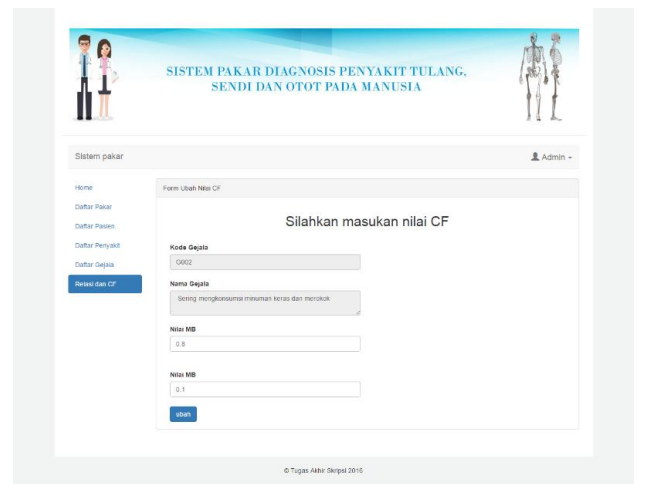 SISTEM PAKAR DIAGNOSIS PENYAKIT TULANG,
SENDI DAN OTOT PADA MANUSIA
Sistem pakar
Admin
Home
Daftar Pakar
Daftar Pasien
Daftar Penyakit
Daftar Gejala
Relasi dan CF
Form Ubah Nilai CF
Silahkan masukan nilai CF
Kode Gejala
G002
Nama Gejala
Sering mengkonsumsi minuman keras dan merokok
Nilai MB
0.6
Nilai MB
0.1
ubah
© Tugas Akhir Skripsi 2016